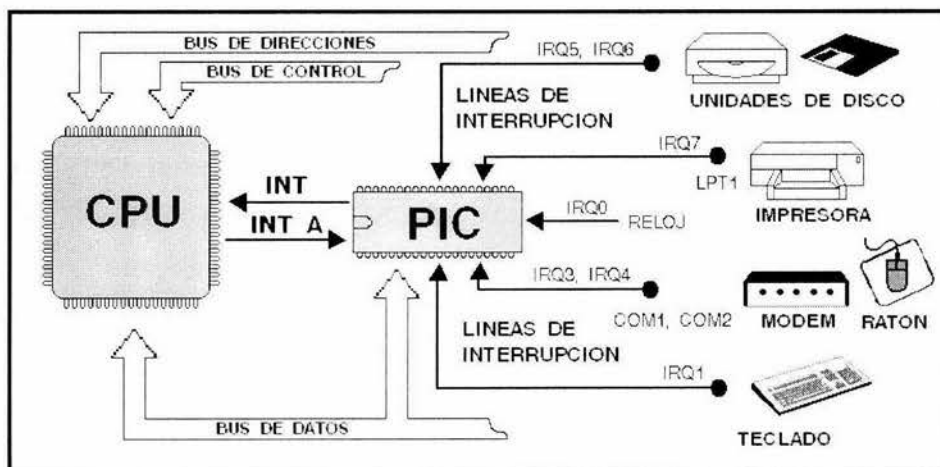 BUS DE DIRECCIONES
BUS DE CONTROL
IRQ5, IRQ6
UNIDADES DE DISCO
LINEAS DE
INTERRUPCION
IRQ7
LPT1
IMPRESORA
CPU
INT
INT A
PIC
IRQ0
RELOJ
IRQ3, IRQ4
COM1, COM2
MODEM
RATON
LINEAS DE
INTERRUPCION
IRQ1
TECLADO
BUS DE DATOS